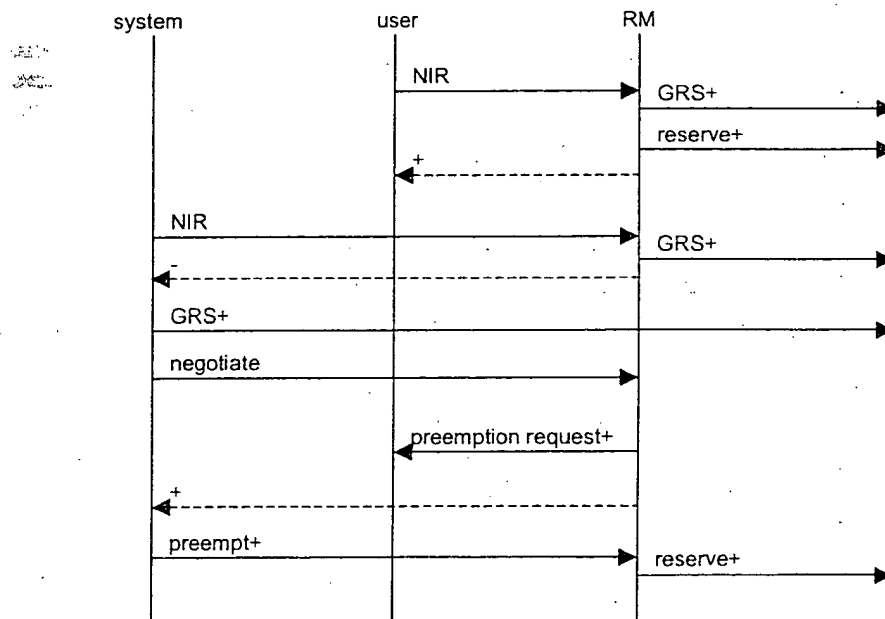 system user RM
NIR
GRS+
reserve+
+
NIR
GRS+
-
GRS+
negotiate
preemption request+
+
preempt+
reserve+